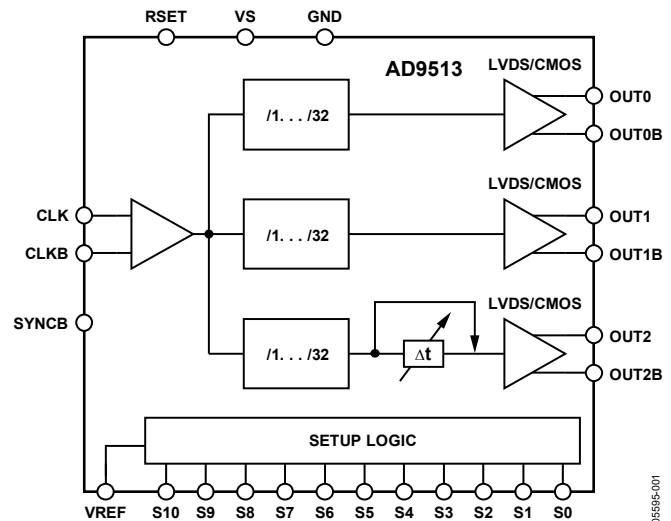 RSET VS GND
AD9513
LVDS/CMOS
/1. . . /32
OUT0
OUT0B
LVDS/CMOS
CLK
/1. . . /32
OUT1
CLKB
OUT1B
LVDS/CMOS
SYNCB
/1. . . /32
Δt
OUT2
OUT2B
SETUP LOGIC
VREF S10 S9 S8 S7 S6 S5 S4 S3 S2 S1 S0
05595-001